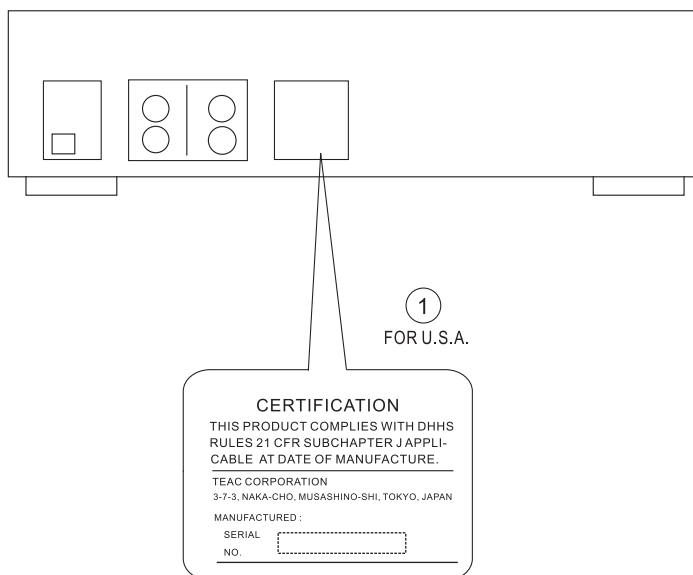 1
FOR U.S.A.
CERTIFICATION
THIS PRODUCT COMPLIES WITH DHHS
RULES 21 CFR SUBCHAPTER J APPLI-
CABLE AT DATE OF MANUFACTURE.
TEAC CORPORATION
3-7-3, NAKA-CHO, MUSASHINO-SHI, TOKYO, JAPAN
MANUFACTURED :
SERIAL
NO.